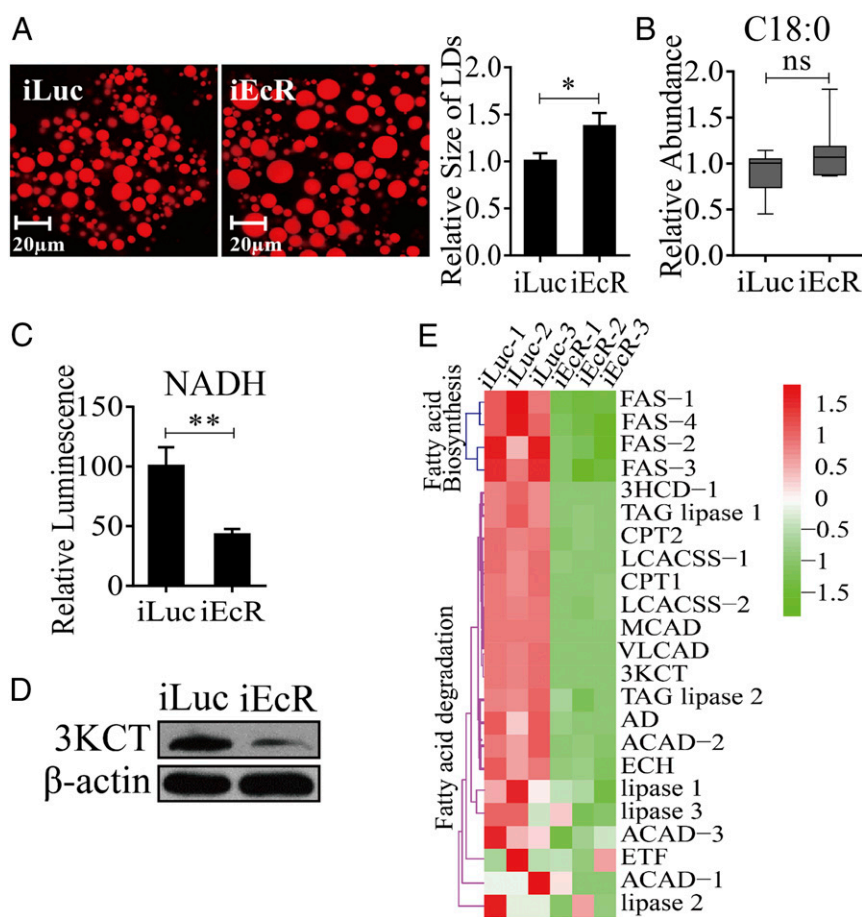 A
iLuc
20µm
iEcR
20µm
Relative Size of LDs
2.0
1.5
1.0
0.5
0.0
*
iLuc iEcR
B
C18:0
Relative Abundance
2.0
1.5
1.0
0.5
0.0
ns
iLuc iEcR
C
NADH
Relative Luminescence
150
100
50
0
**
iLuc iEcR
D
iLuc iEcR
3KCT
β-actin
E
iLuc-1
iLuc-2
iLuc-3
iEcR-1
iEcR-2
iEcR-3
Fatty acid
Biosynthesis
Fatty acid degradation
FAS−1
FAS−4
FAS−2
FAS−3
3HCD−1
TAG lipase 1
CPT2
LCACSS−1
CPT1
LCACSS−2
MCAD
VLCAD
3KCT
TAG lipase 2
AD
ACAD−2
ECH
lipase 1
lipase 3
ACAD−3
ETF
ACAD−1
lipase 2
1.5
1
0.5
0
−0.5
−1
−1.5